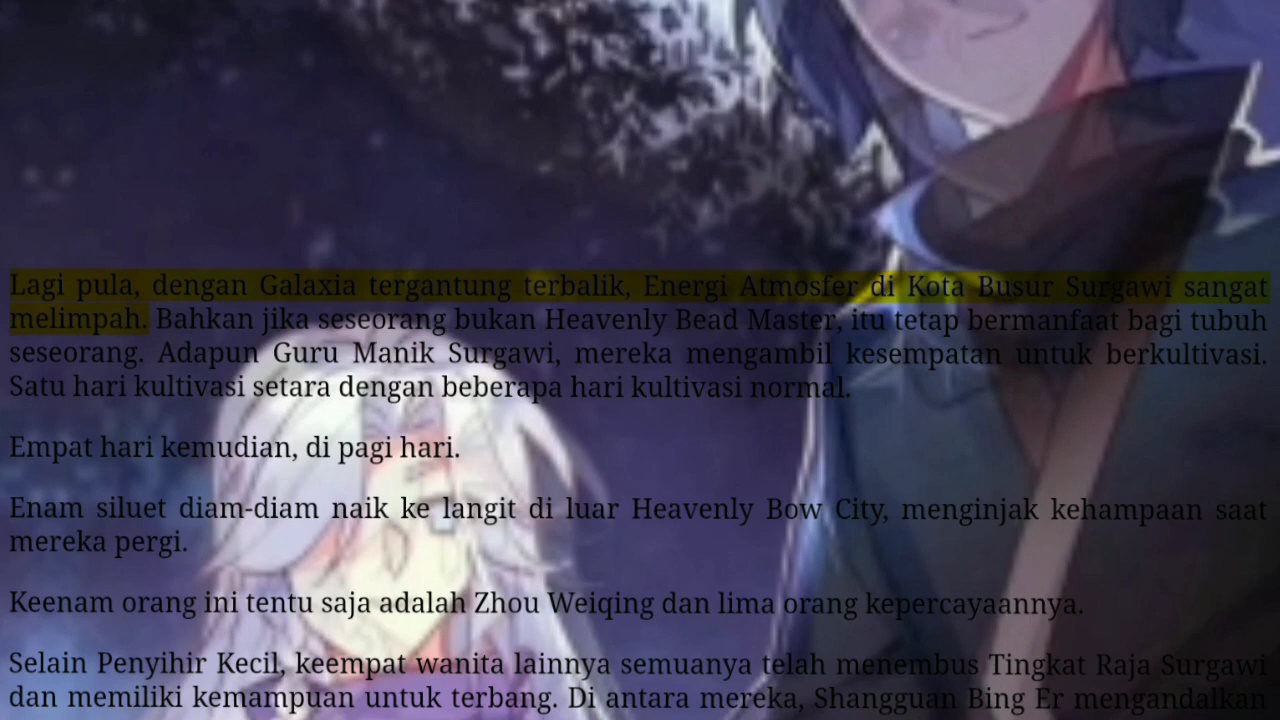 Lagi pula, dengan Galaxia tergantung terbalik, Energi Atmosfer di Kota Busur Surgawi sangat
melimpah. Bahkan jika seseorang bukan Heavenly Bead Master, itu tetap bermanfaat bagi tubuh
seseorang. Adapun Guru Manik Surgawi, mereka mengambil kesempatan untuk berkultivasi.
Satu hari kultivasi setara dengan beberapa hari kultivasi normal.
Empat hari kemudian, di pagi hari.
Enam siluet diam-diam naik ke langit di luar Heavenly Bow City, menginjak kehampaan saat
mereka pergi.
Keenam orang ini tentu saja adalah Zhou Weiqing dan lima orang kepercayaannya.
Selain Penyihir Kecil, keempat wanita lainnya semuanya telah menembus Tingkat Raja Surgawi
dan memiliki kemampuan untuk terbang. Di antara mereka, Shangguan Bing Er mengandalkan